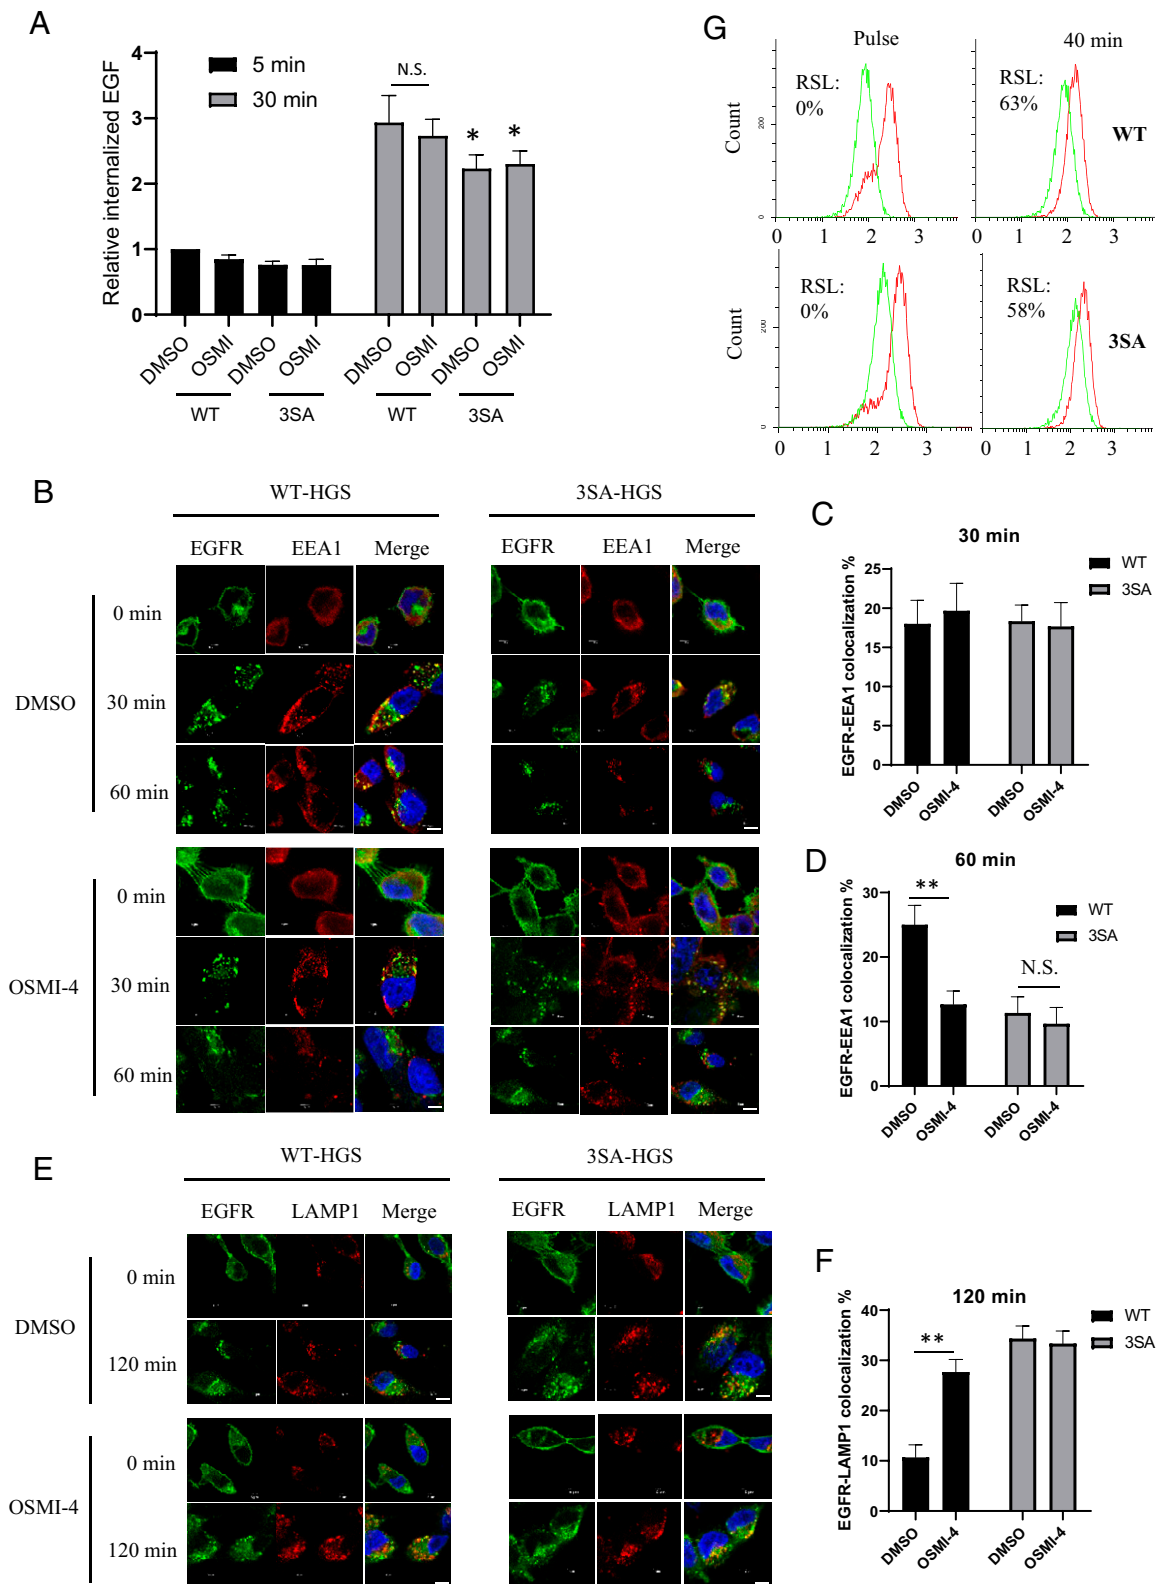 A
Relative internalized EGF
4
3
2
1
0
5 min
30 min
N.S.
*
*
DMSO
OSMI
DMSO
OSMI
DMSO
OSMI
DMSO
OSMI
WT
3SA
WT
3SA
G
Pulse
40 min
Count
200
0
RSL:
0%
RSL:
63%
WT
0 1 2 3
0 1 2 3
Count
200
0
RSL:
0%
RSL:
58%
3SA
0 1 2 3
0 1 2 3
B
WT-HGS
3SA-HGS
EGFR EEA1 Merge
EGFR EEA1 Merge
DMSO
0 min
30 min
60 min
OSMI-4
0 min
30 min
60 min
C
30 min
EGFR-EEA1 colocalization %
25
20
15
10
5
0
WT
3SA
DMSO
OSMI-4
DMSO
OSMI-4
D
60 min
EGFR-EEA1 colocalization %
30
20
10
0
**
N.S.
WT
3SA
DMSO
OSMI-4
DMSO
OSMI-4
E
WT-HGS
3SA-HGS
EGFR LAMP1 Merge
EGFR LAMP1 Merge
DMSO
0 min
120 min
OSMI-4
0 min
120 min
F
120 min
EGFR-LAMP1 colocalization %
40
30
20
10
0
**
WT
3SA
DMSO
OSMI-4
DMSO
OSMI-4